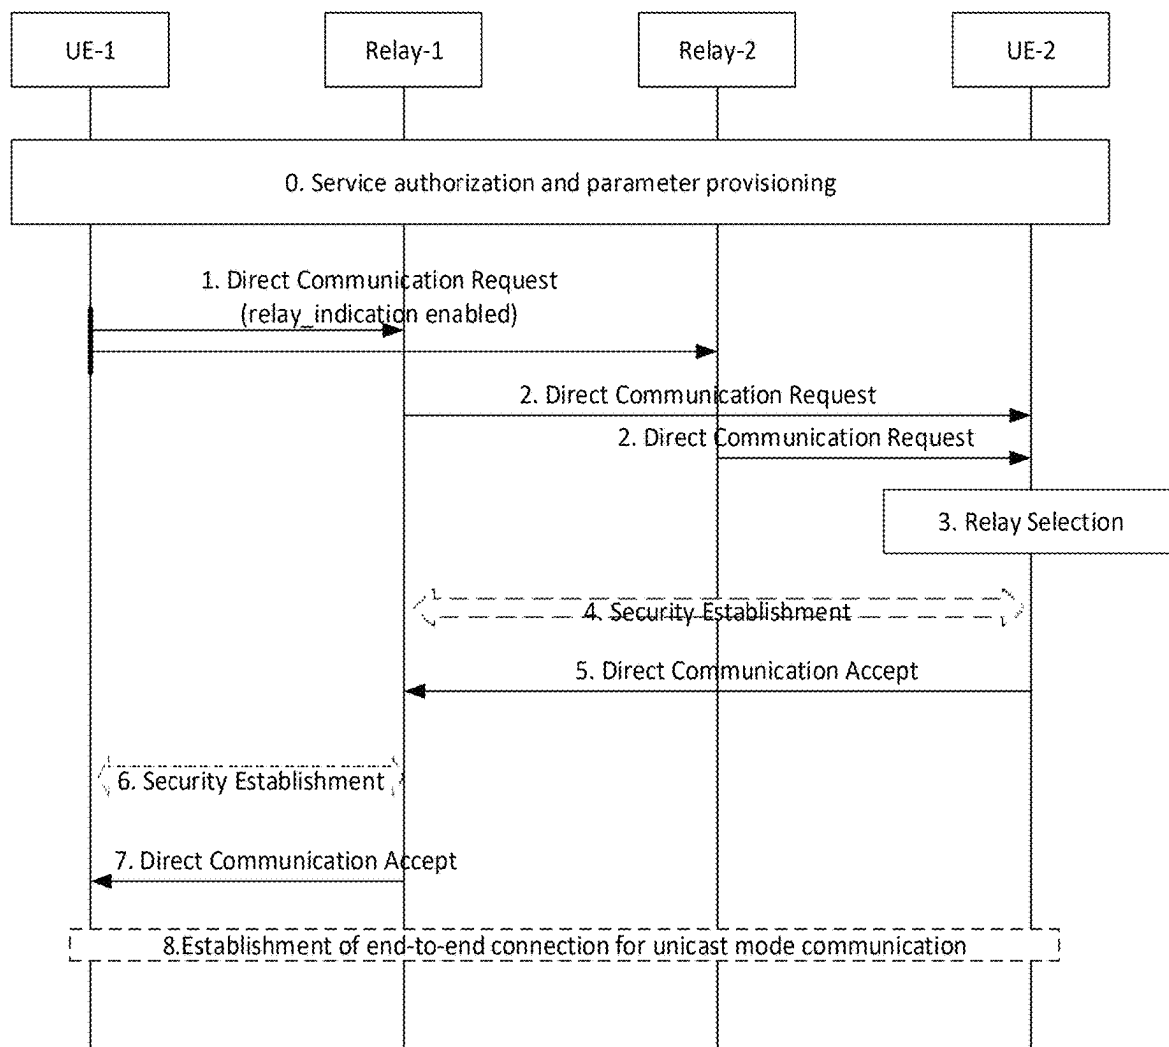 UE-1
Relay-1
Relay-2
UE-2
0. Service authorization and parameter provisioning
1. Direct Communication Request
(relay_indication enabled)
2. Direct Communication Request
2. Direct Communication Request
3. Relay Selection
4. Security Establishment
5. Direct Communication Accept
6. Security Establishment
7. Direct Communication Accept
8.Establishment of end-to-end connection for unicast mode communication